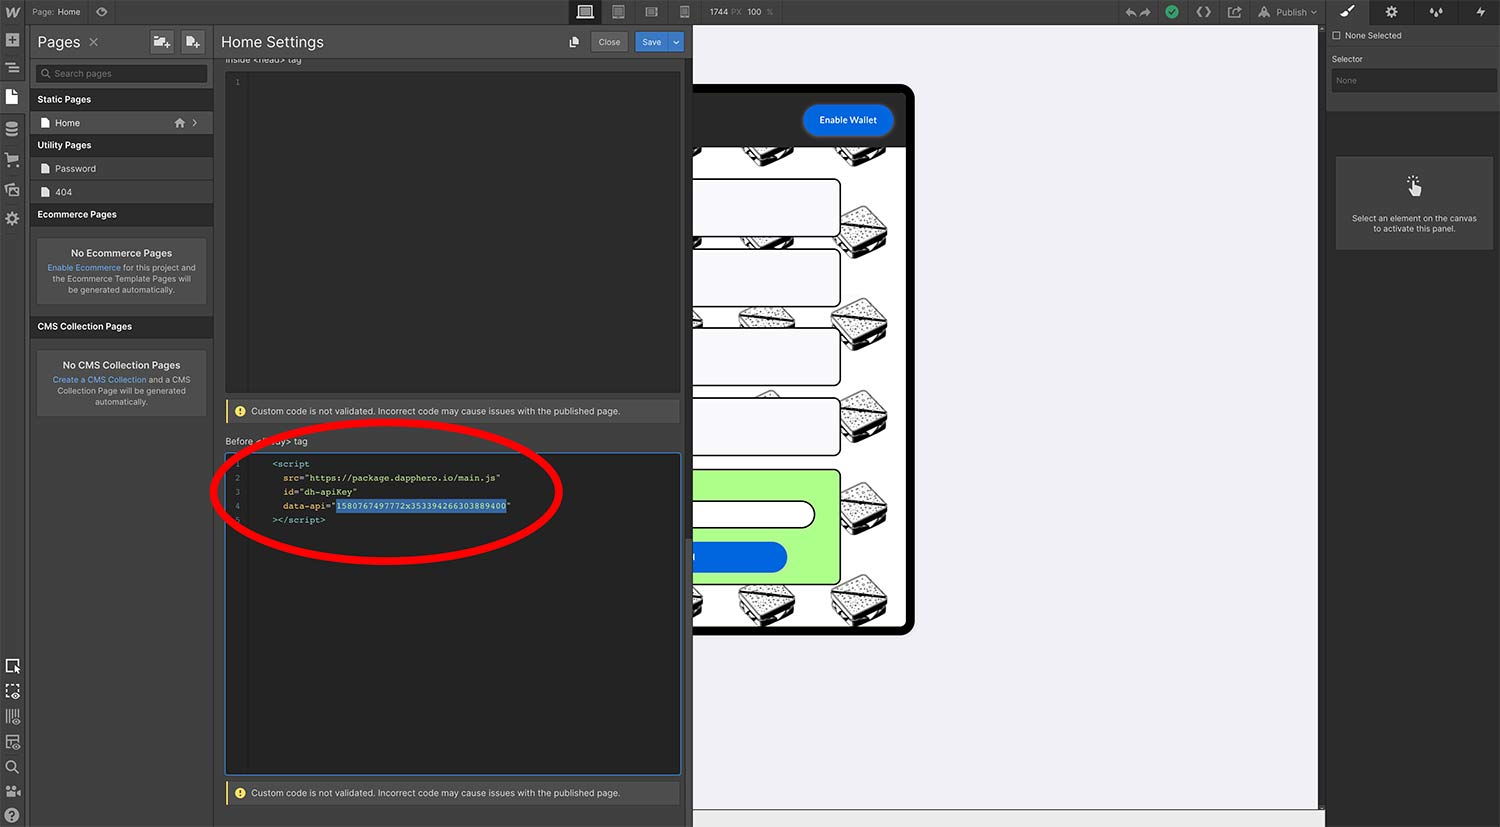 Page: Home
1744 PX 100 %
Publish
Pages
Search pages
Static Pages
Home
Utility Pages
Password
404
Ecommerce Pages
No Ecommerce Pages
Enable Ecommerce for this project and
the Ecommerce Template Pages will
be generated automatically.
CMS Collection Pages
No CMS Collection Pages
Create a CMS Collection and a CMS
Collection Page will be generated
automatically.
Home Settings
Close
Save
Inside <head> tag
1
Custom code is not validated. Incorrect code may cause issues with the published page.
Before </body> tag
1 <script
2 src="https://package.dapphero.io/main.js"
3 id="dh-apiKey"
4 data-api="1580767497772x353394266303889400"
5 ></script>
Custom code is not validated. Incorrect code may cause issues with the published page.
Enable Wallet
None Selected
Selector
None
Select an element on the canvas
to activate this panel.